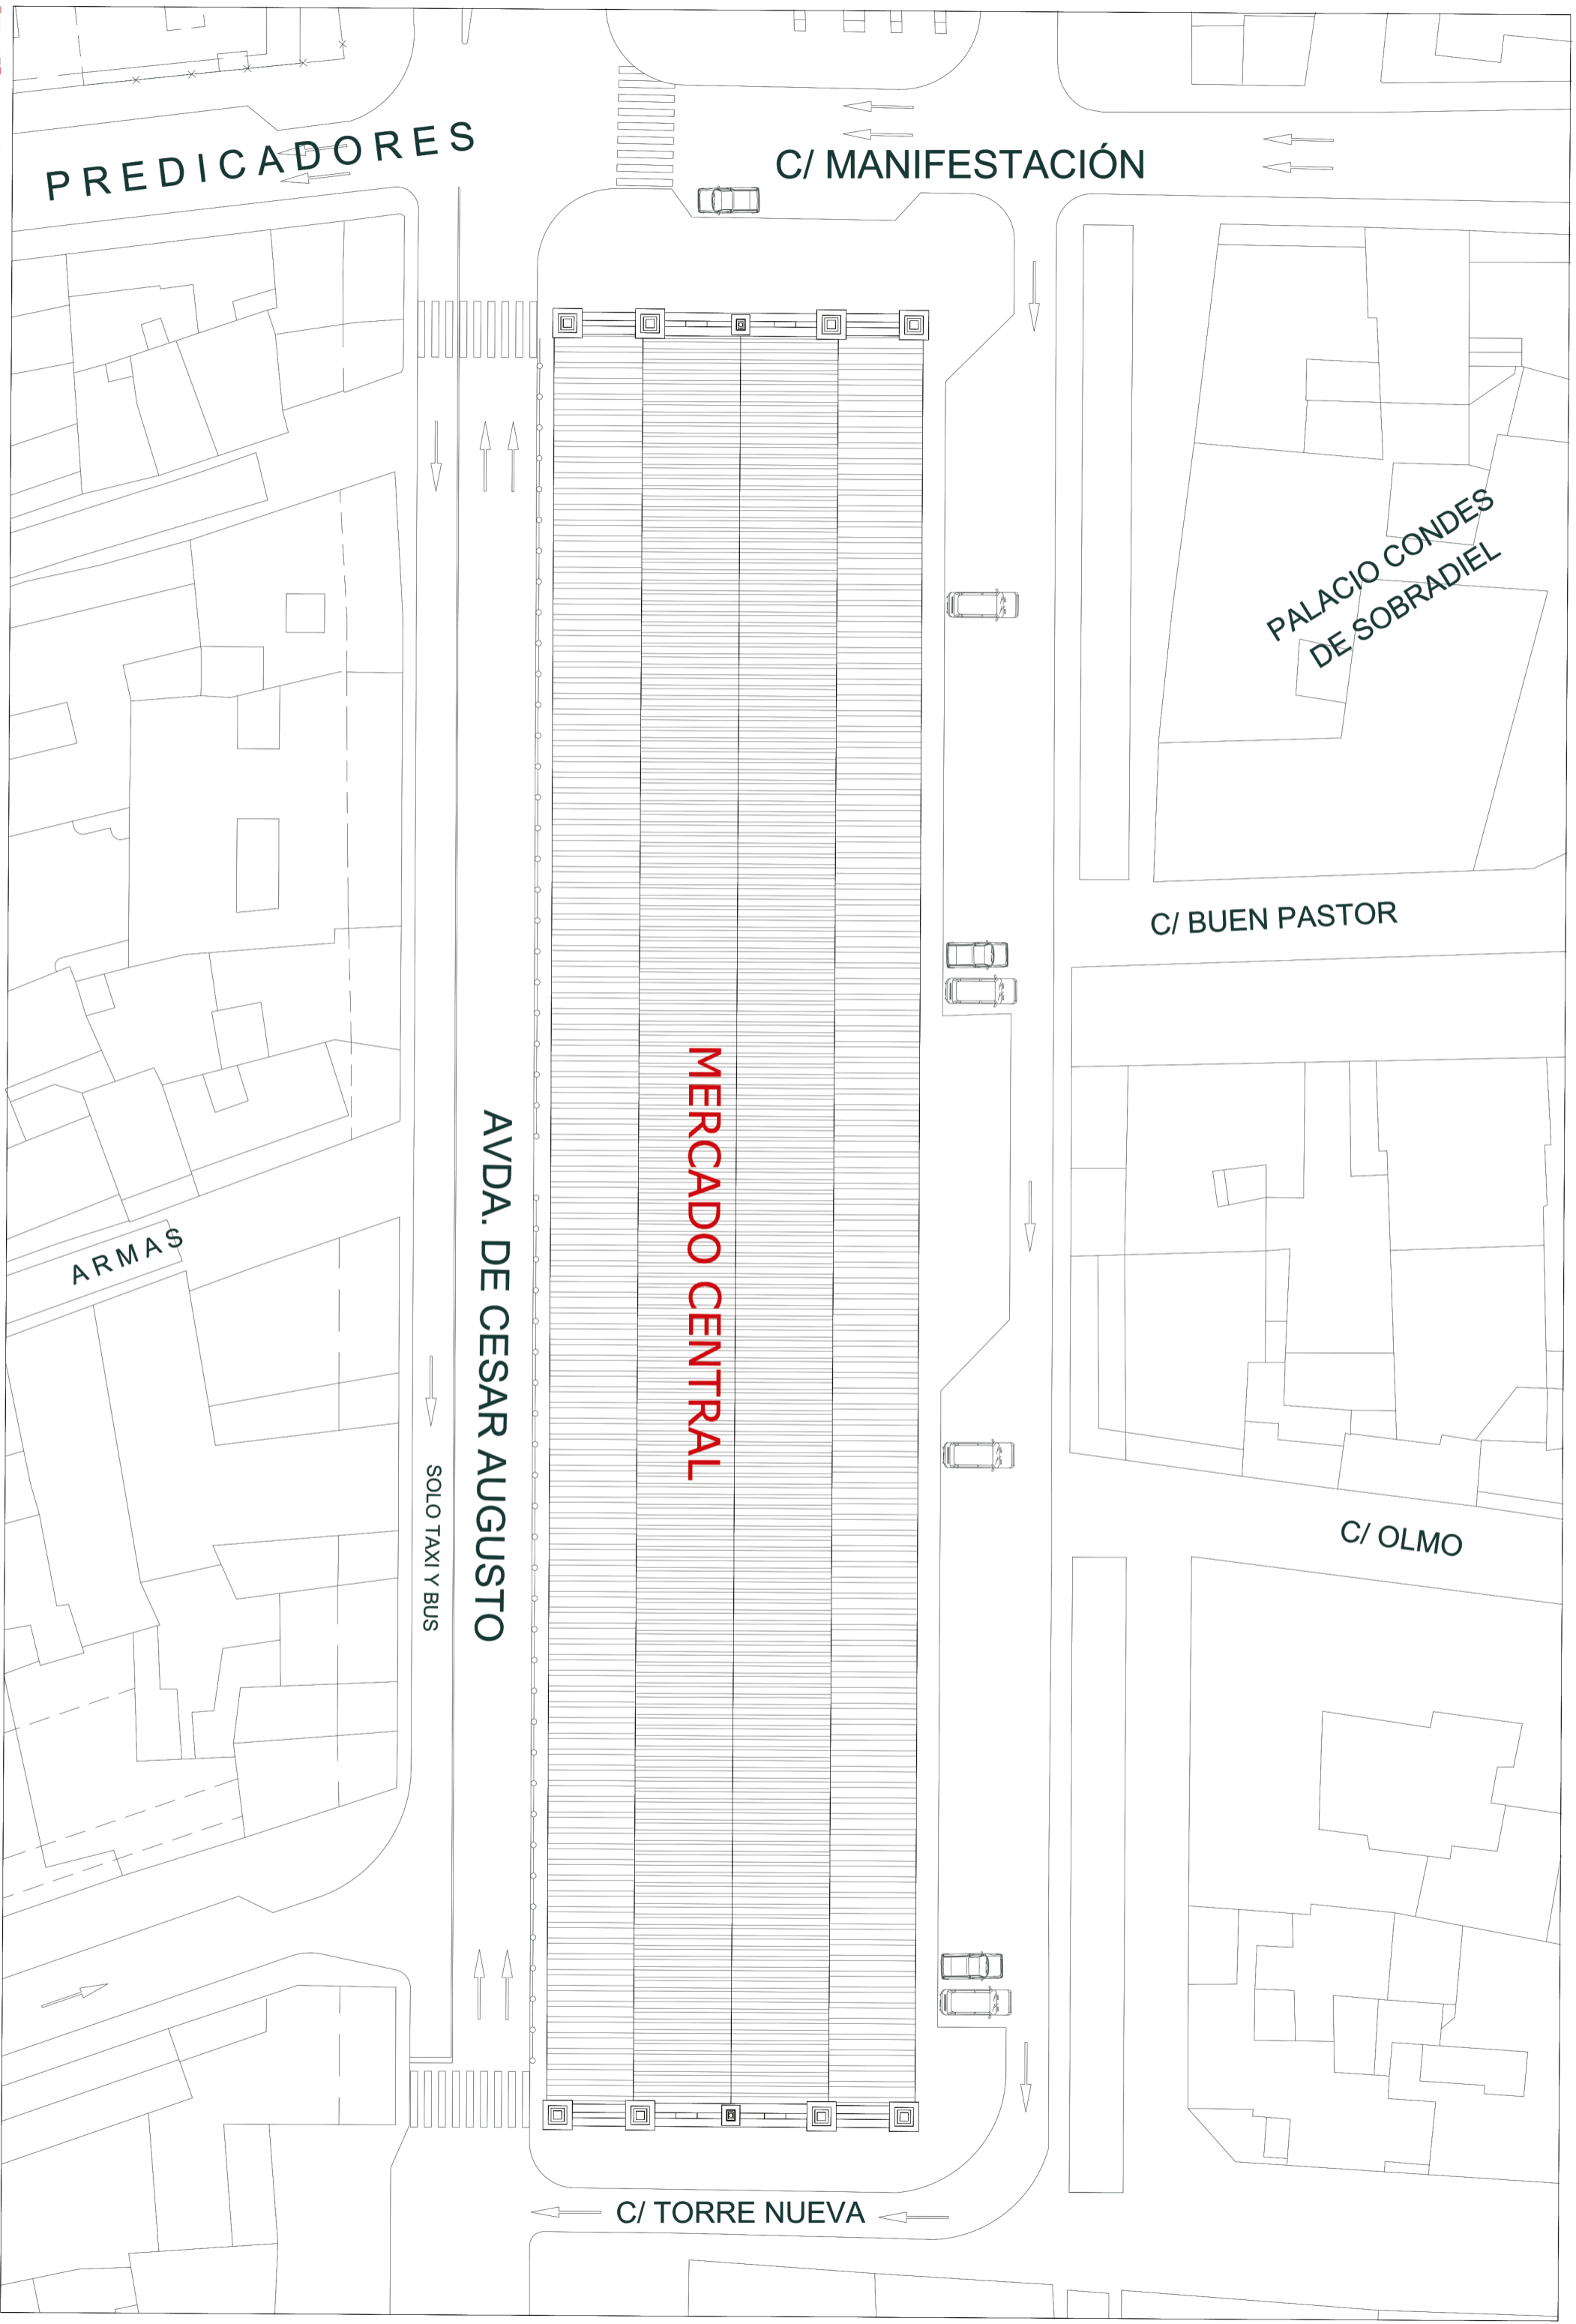 PREDICADORES
C/ MANIFESTACIÓN
PALACIO CONDES
DE SOBRADIEL
C/ BUEN PASTOR
MERCADO CENTRAL
AVDA. DE CESAR AUGUSTO
ARMAS
SOLO TAXI Y BUS
C/ OLMO
C/ TORRE NUEVA